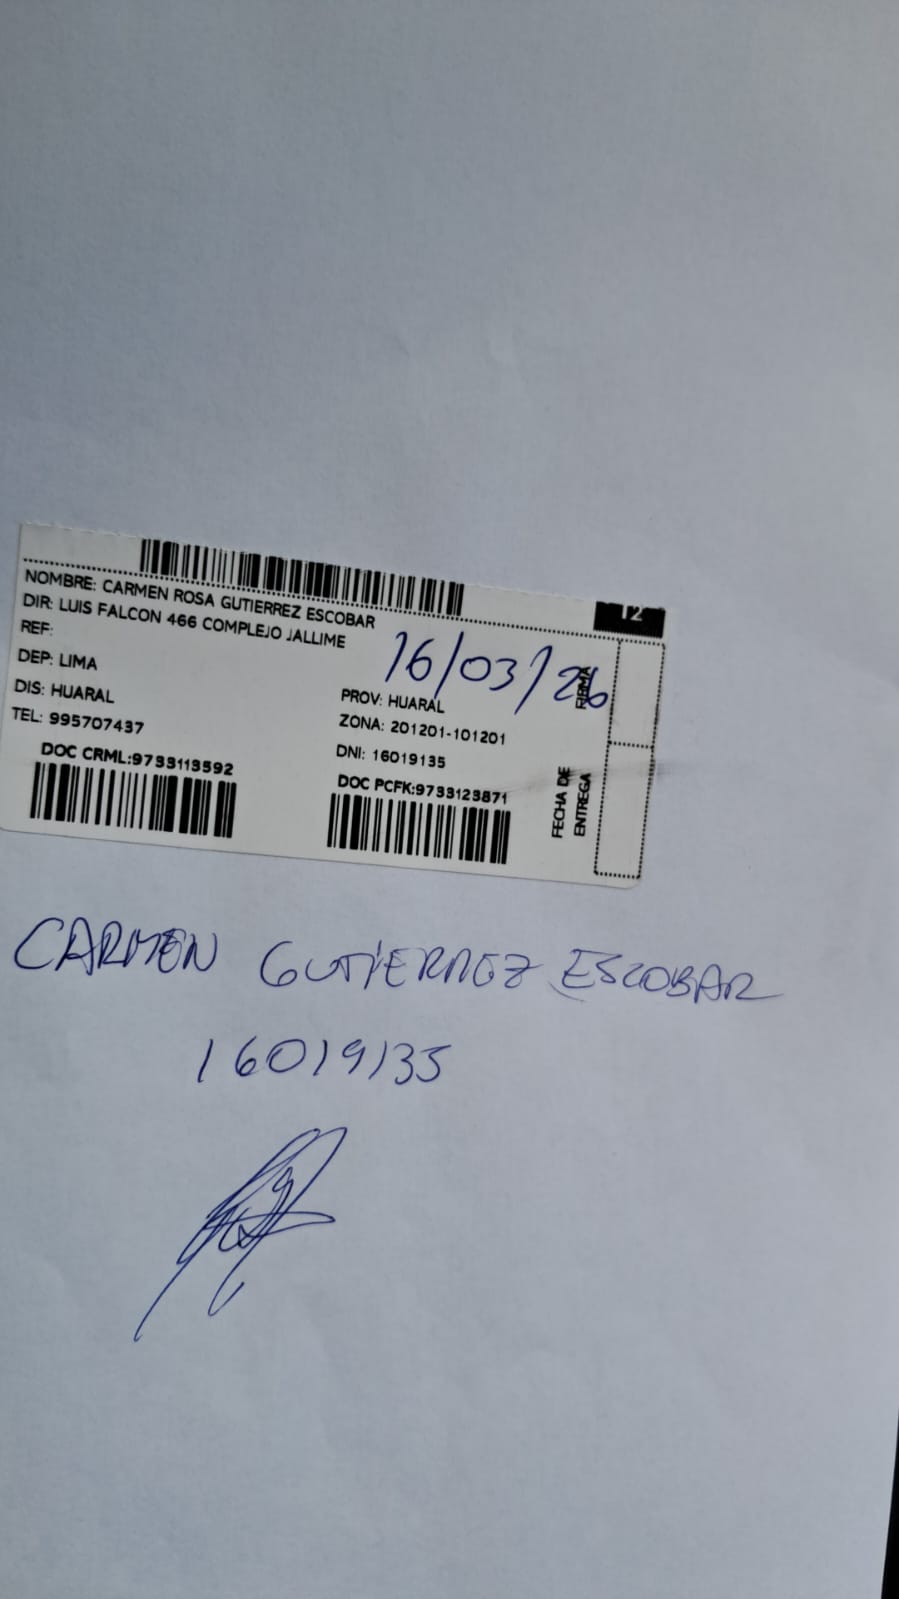 12
NOMBRE: CARMEN ROSA GUTIERREZ ESCOBAR
DIR: LUIS FALCON 466 COMPLEJO JALLIME
REF:
16/03/26
DEP: LIMA
DIS: HUARAL
PROV: HUARAL
TEL: 995707437
ZONA: 201201-101201
DNI: 16019135
DOC CRML:9733113592
DOC PCFK:9733123871
FIRMA
FECHA DE
ENTREGA
CARMEN GUTIERREZ ESCOBAR
16019135